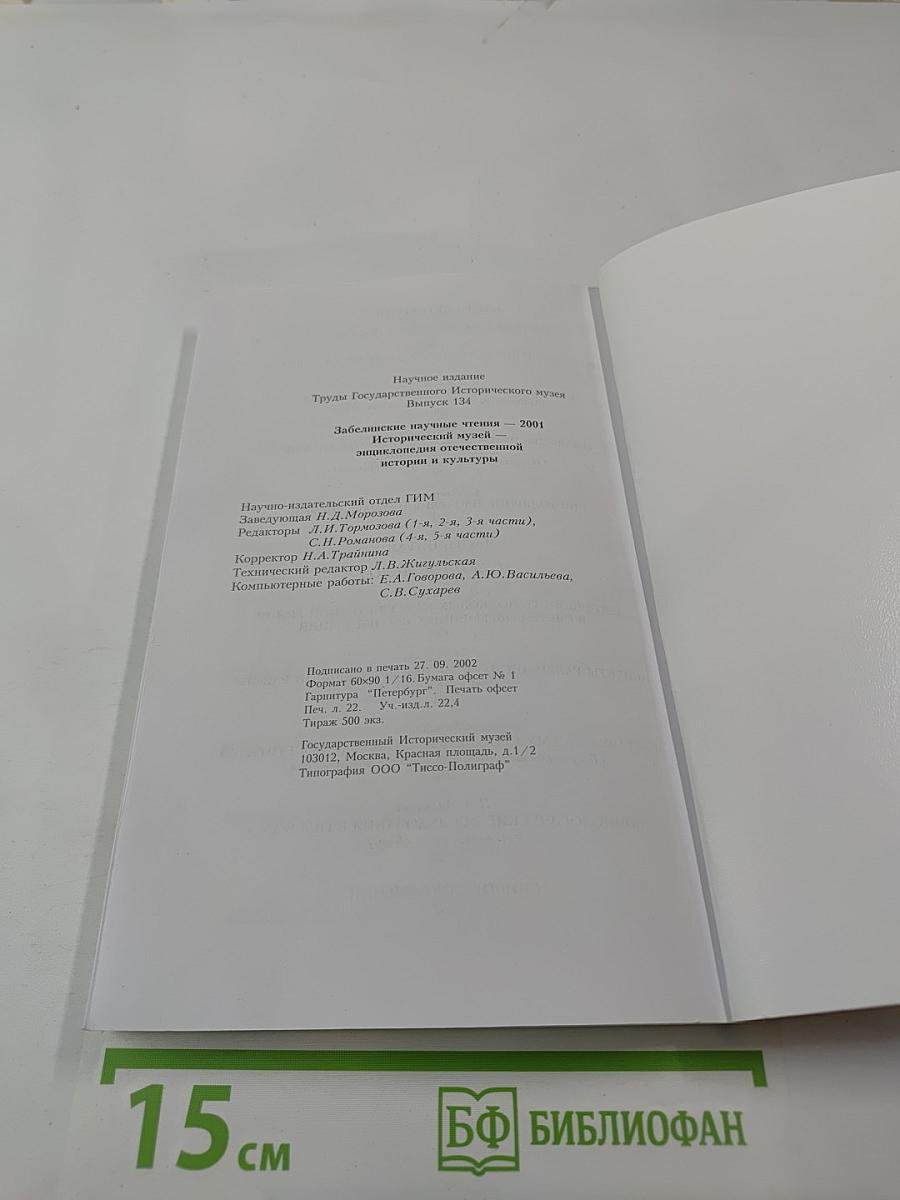 Научное издание
Труды Государственного Исторического музея
Выпуск 134
Забелинские научные чтения — 2001
Исторический музей —
энциклопедия отечественной
истории и культуры
Научно-издательский отдел ГИМ
Заведующая Н.Д.Морозова
Редакторы Л.И.Тормозова (1-я, 2-я, 3-я части),
С.Н.Романова (4-я, 5-я части)
Корректор Н.А.Трайнина
Технический редактор Л.В.Жигульская
Компьютерные работы: Е.А.Говорова, А.Ю.Васильева,
С.В.Сухарев
Подписано в печать 27. 09. 2002
Формат 60×90 1/16. Бумага офсет № 1
Гарнитура "Петербург". Печать офсет
Печ. л. 22. Уч.-изд.л. 22,4
Тираж 500 экз.
Государственный Исторический музей
103012, Москва, Красная площадь, д.1/2
Типография ООО "Тиссо-Полиграф"
15 см
БФ БИБЛИОФАН